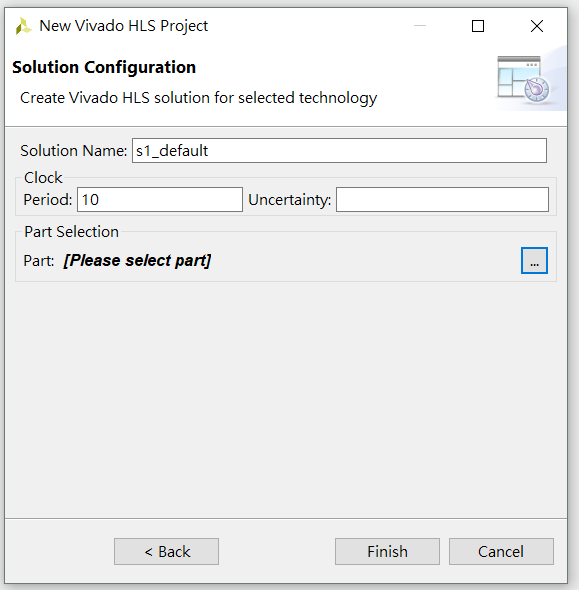 New Vivado HLS Project
Solution Configuration
Create Vivado HLS solution for selected technology
Solution Name: s1_default
Clock
Period: 10 Uncertainty:
Part Selection
Part: [Please select part] ...
< Back Finish Cancel